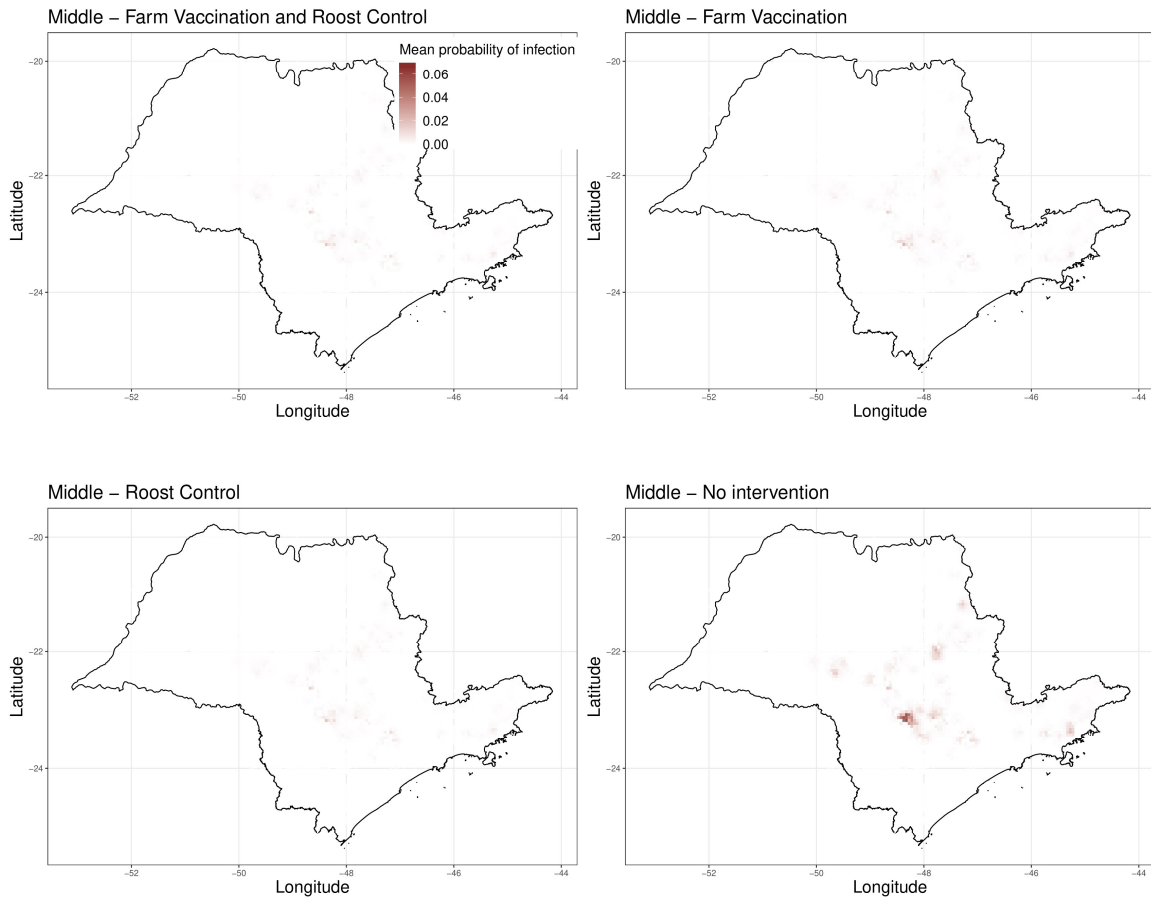 Middle – Farm Vaccination and Roost Control
Mean probability of infection
0.06
0.04
0.02
0.00
−20
−22
−24
Latitude
−52
−50
−48
−46
−44
Longitude
Middle – Farm Vaccination
−20
−22
−24
Latitude
−52
−50
−48
−46
−44
Longitude
Middle – Roost Control
−20
−22
−24
Latitude
−52
−50
−48
−46
−44
Longitude
Middle – No intervention
−20
−22
−24
Latitude
−52
−50
−48
−46
−44
Longitude